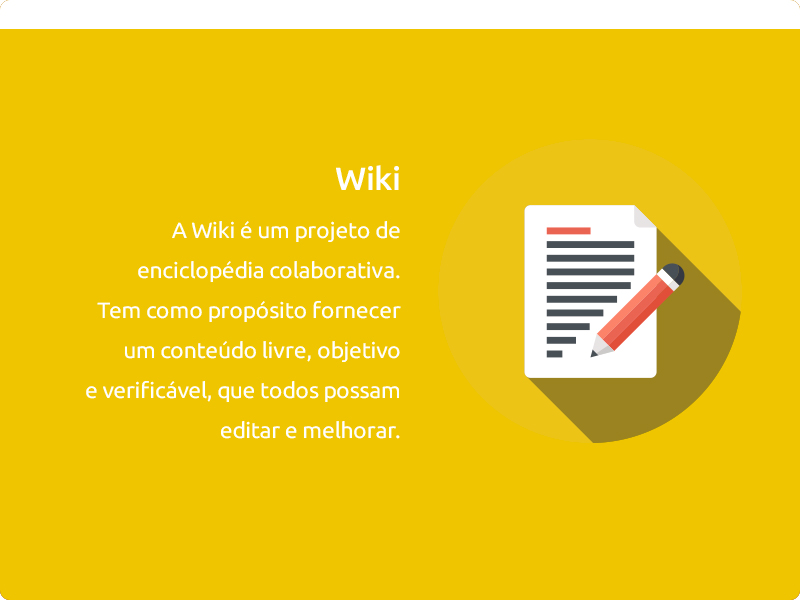 Wiki
A Wiki é um projeto de
enciclopédia colaborativa.
Tem como propósito fornecer
um conteúdo livre, objetivo
e verificável, que todos possam
editar e melhorar.